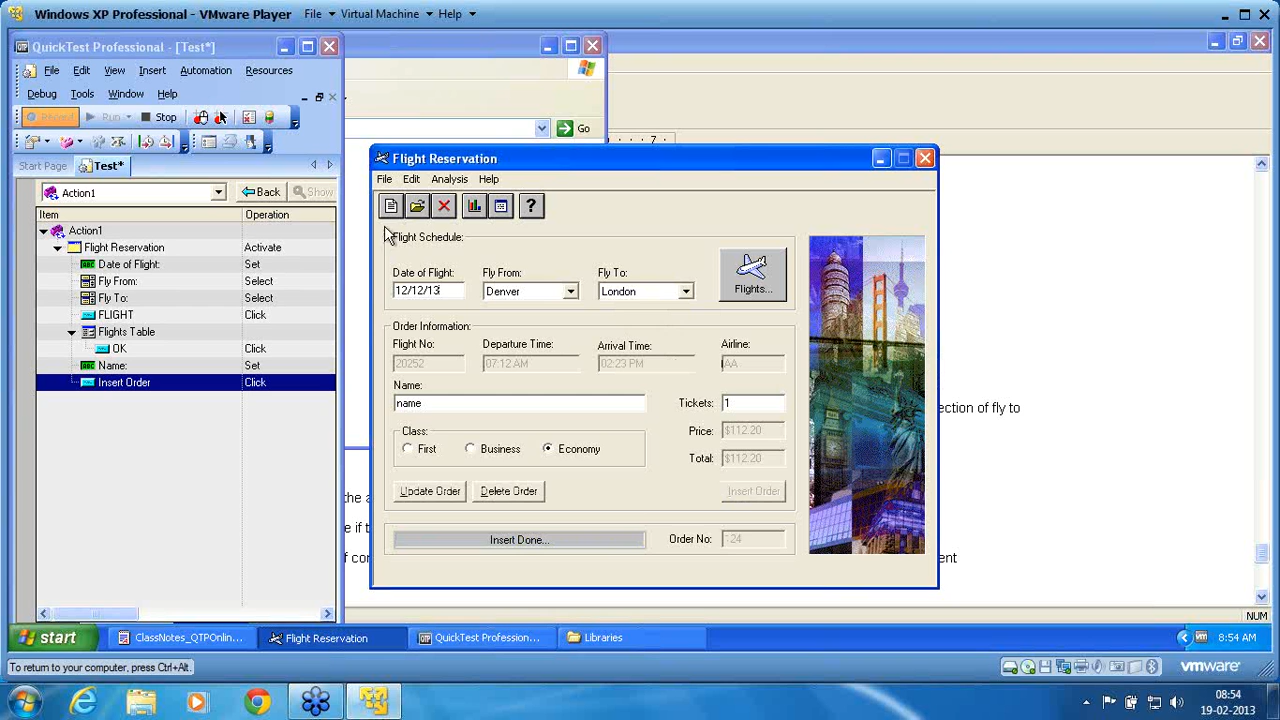 Windows XP Professional - VMware Player File Virtual Machine Help
QuickTest Professional - [Test*]
File Edit View Insert Automation Resources
Debug Tools Window Help
Record Run Stop
Go
Start Page Test*
7
Action1 Back Show
Item Operation
Action1
Flight Reservation Activate
Date of Flight: Set
Fly From: Select
Fly To: Select
FLIGHT Click
Flights Table
OK Click
Name: Set
Insert Order Click
Flight Reservation
File Edit Analysis Help
Flight Schedule:
Date of Flight: Fly From: Fly To:
12/12/13 Denver London
Flights...
Order Information:
Flight No: Departure Time: Arrival Time: Airline:
20252 07:12 AM 02:23 PM AA
Name:
name Tickets: 1
Class:
First Business Economy
Price: $112.20
Total: $112.20
Update Order Delete Order Insert Order
Insert Done... Order No: 124
ection of fly to
the a
e if t
f con
ent
NUM
start ClassNotes_QTPOnlin... Flight Reservation QuickTest Profession... Libraries 8:54 AM
To return to your computer, press Ctrl+Alt. vmware
08:54
19-02-2013